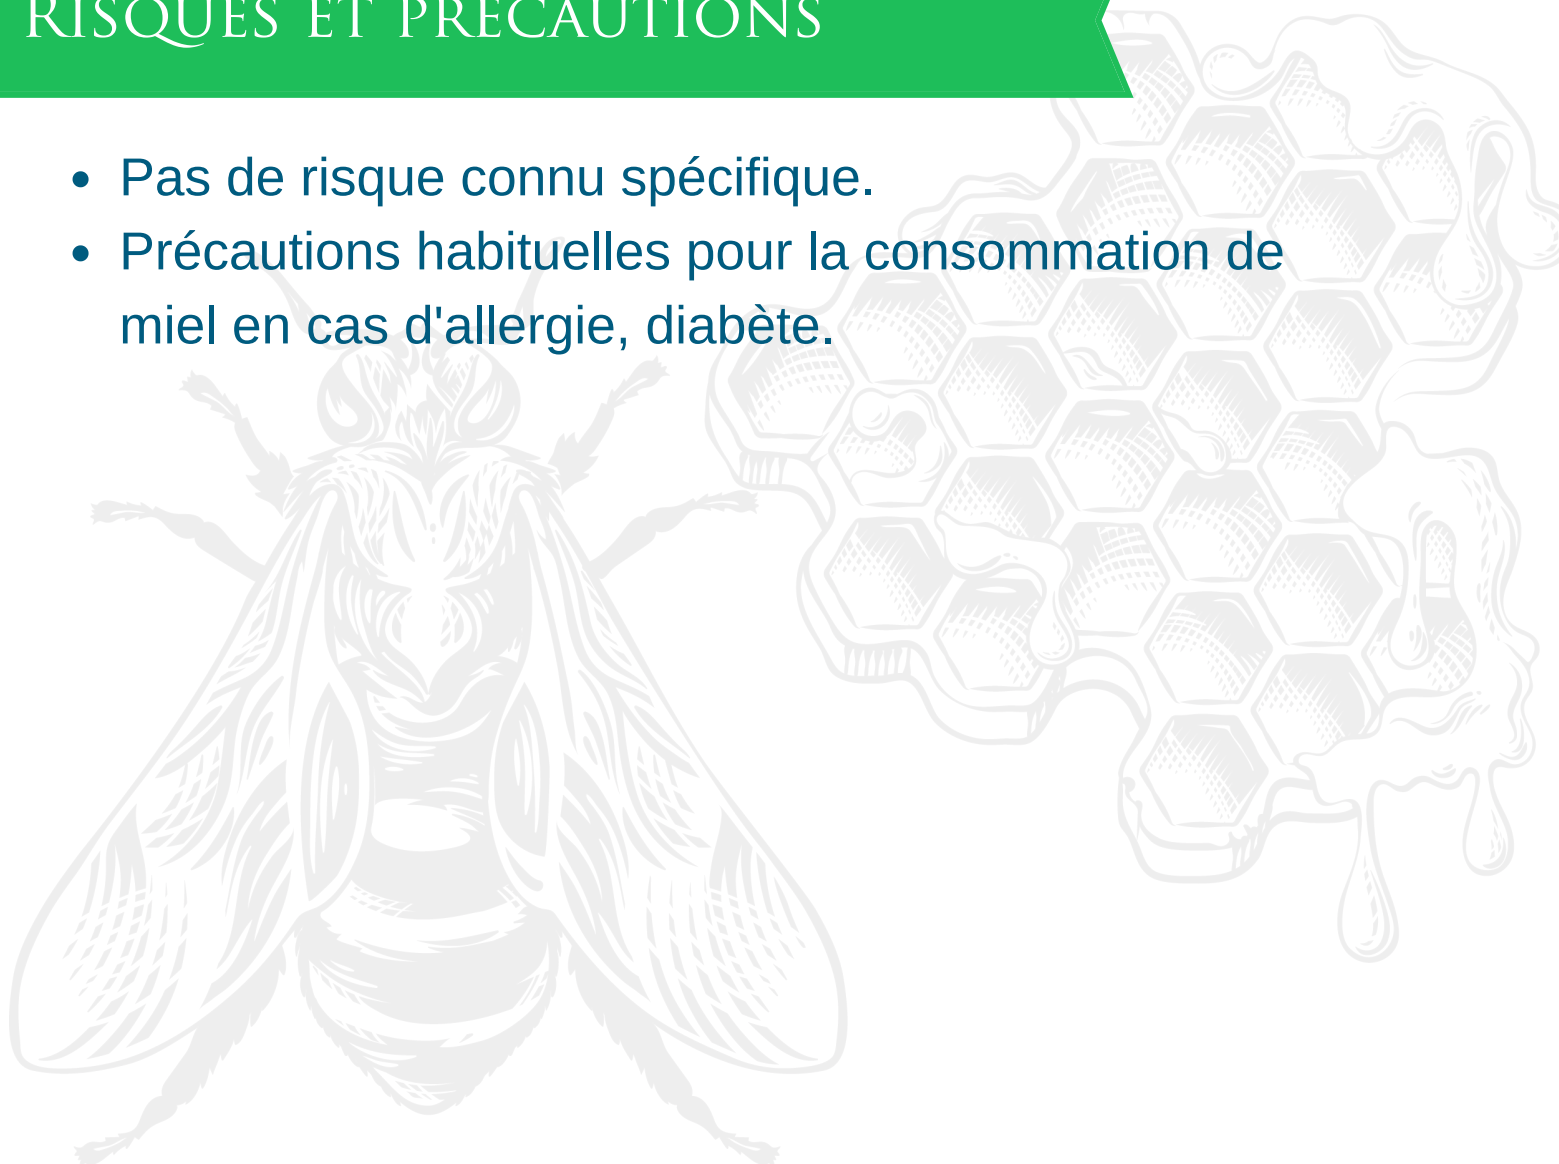 RISQUES ET PRÉCAUTIONS
• Pas de risque connu spécifique.
• Précautions habituelles pour la consommation de
miel en cas d'allergie, diabète.